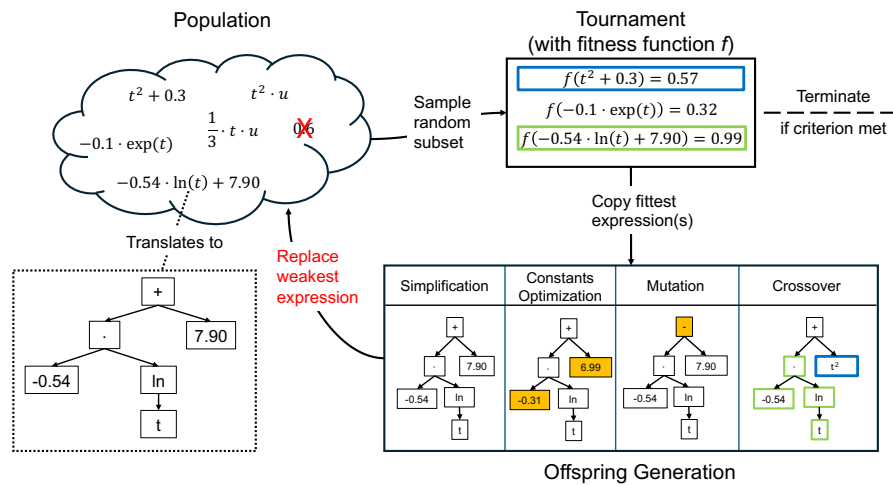 Population
Tournament
(with fitness function f)
t² + 0.3
t² · u
−0.1 · exp(t)
1/3 · t · u
0.6
X
−0.54 · ln(t) + 7.90
Sample
random
subset
f(t² + 0.3) = 0.57
f(−0.1 · exp(t)) = 0.32
f(−0.54 · ln(t) + 7.90) = 0.99
Terminate
if criterion met
Copy fittest
expression(s)
Translates to
Replace
weakest
expression
+
·
7.90
-0.54
ln
t
Simplification
+
·
7.90
-0.54
ln
t
Constants
Optimization
+
·
6.99
-0.31
ln
t
Mutation
-
·
7.90
-0.54
ln
t
Crossover
+
·
t²
-0.54
ln
t
Offspring Generation